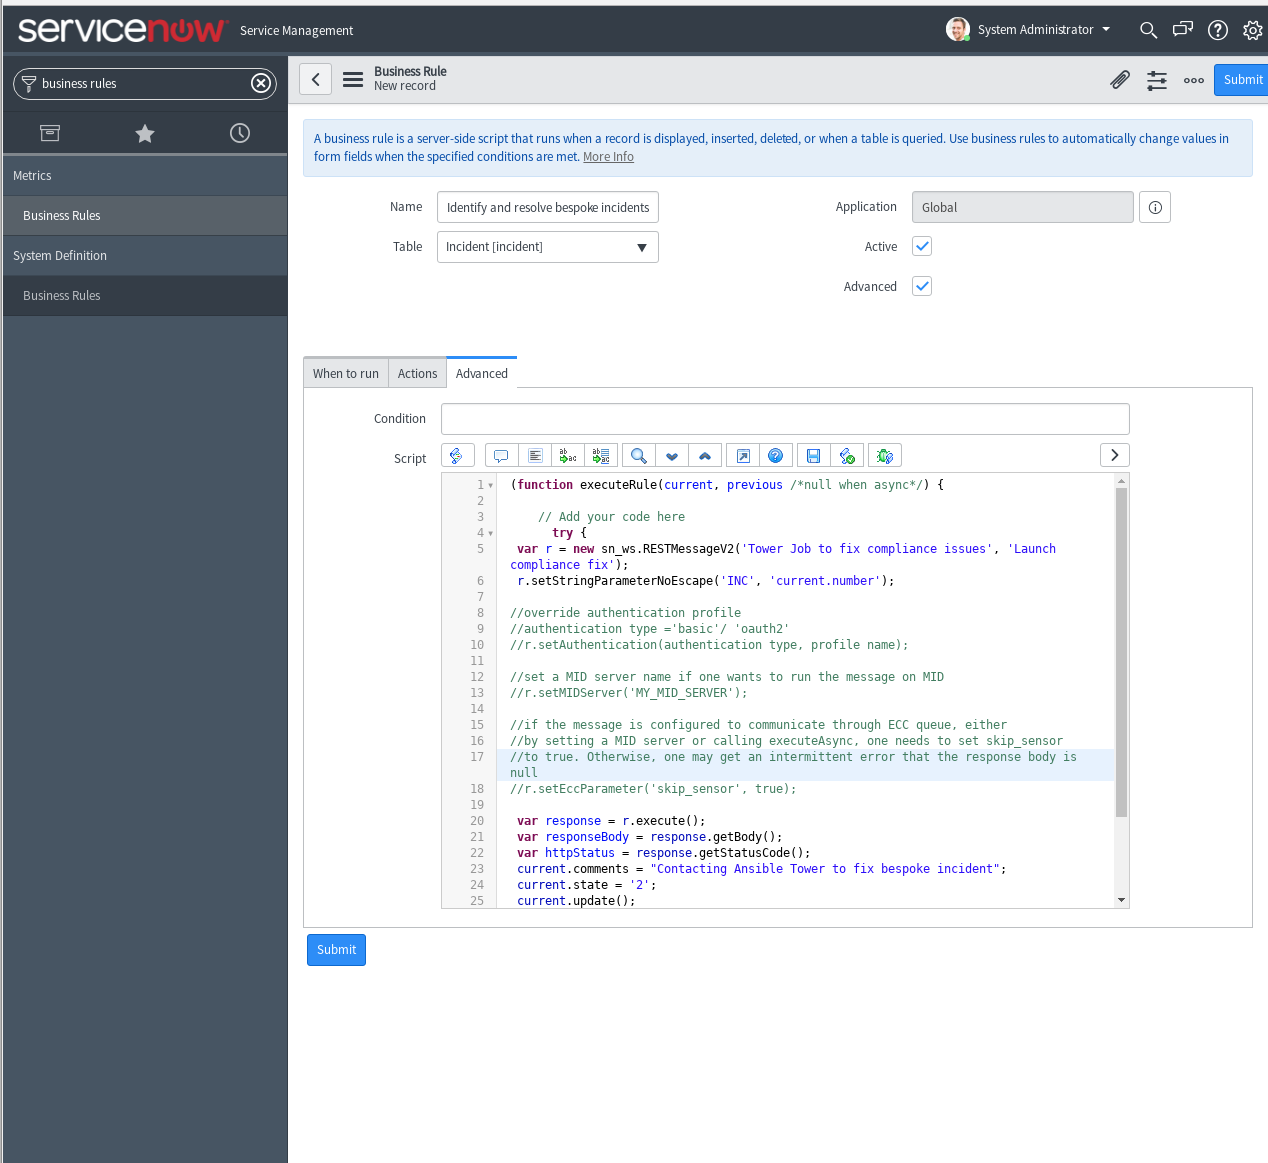 servicenow Service Management
System Administrator
business rules
Metrics
Business Rules
System Definition
Business Rules
Business Rule
New record
Submit
A business rule is a server-side script that runs when a record is displayed, inserted, deleted, or when a table is queried. Use business rules to automatically change values in
form fields when the specified conditions are met. More Info
Name Identify and resolve bespoke incidents
Application Global
Table Incident [incident]
Active
Advanced
When to run Actions Advanced
Condition
Script
1 (function executeRule(current, previous /*null when async*/) {
2
3 // Add your code here
4 try {
5 var r = new sn_ws.RESTMessageV2('Tower Job to fix compliance issues', 'Launch
compliance fix');
6 r.setStringParameterNoEscape('INC', 'current.number');
7
8 //override authentication profile
9 //authentication type ='basic'/ 'oauth2'
10 //r.setAuthentication(authentication type, profile name);
11
12 //set a MID server name if one wants to run the message on MID
13 //r.setMIDServer('MY_MID_SERVER');
14
15 //if the message is configured to communicate through ECC queue, either
16 //by setting a MID server or calling executeAsync, one needs to set skip_sensor
17 //to true. Otherwise, one may get an intermittent error that the response body is
null
18 //r.setEccParameter('skip_sensor', true);
19
20 var response = r.execute();
21 var responseBody = response.getBody();
22 var httpStatus = response.getStatusCode();
23 current.comments = "Contacting Ansible Tower to fix bespoke incident";
24 current.state = '2';
25 current.update();
Submit